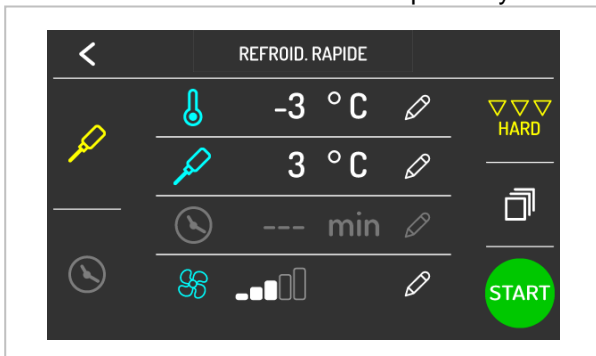 REFROID. RAPIDE
-3 °C
HARD
3 °C
--- min
START